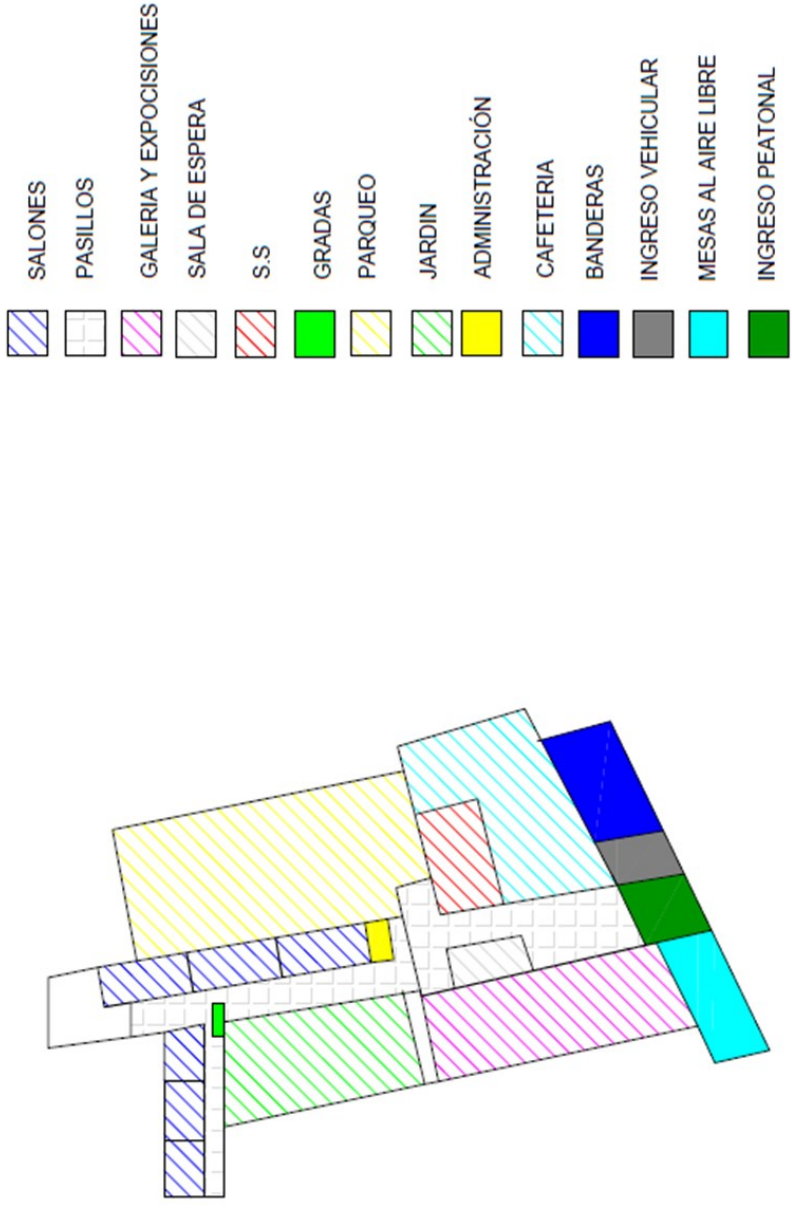 SALONES
PASILLOS
GALERIA Y EXPOCISIONES
SALA DE ESPERA
S.S
GRADAS
PARQUEO
JARDIN
ADMINISTRACIÓN
CAFETERIA
BANDERAS
INGRESO VEHICULAR
MESAS AL AIRE LIBRE
INGRESO PEATONAL